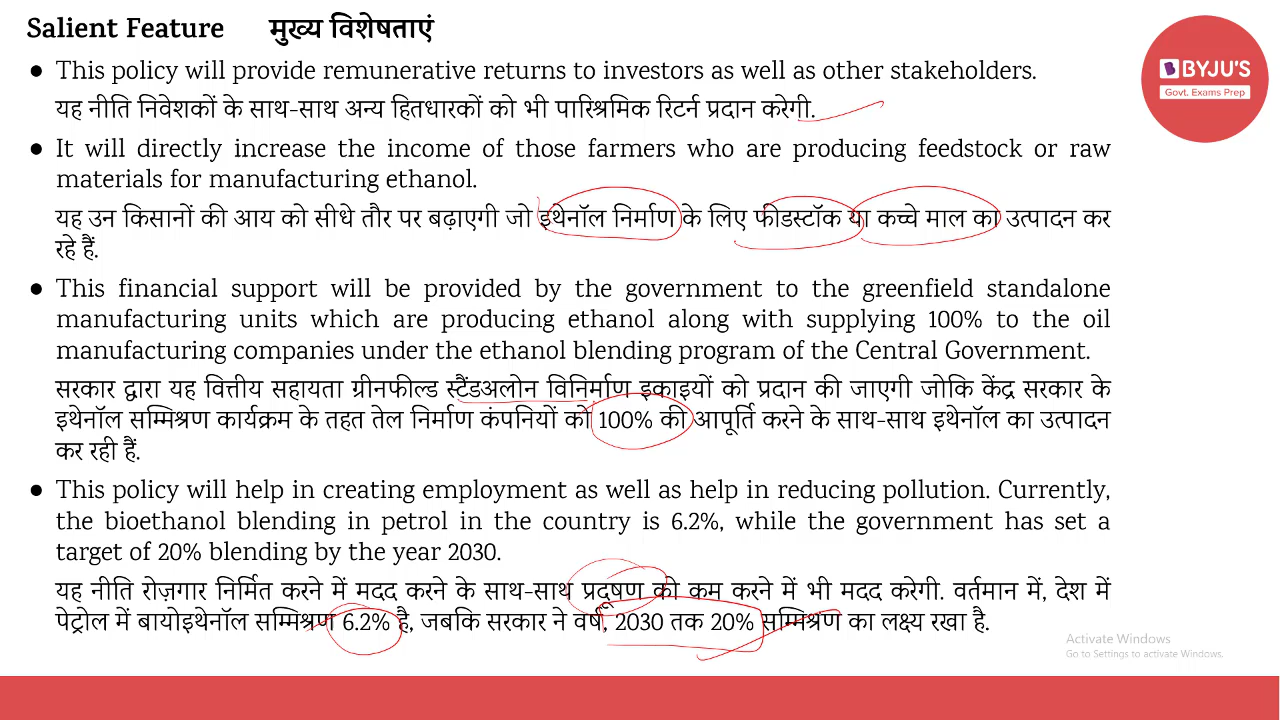 Salient Feature मुख्य विशेषताएं
BYJU'S
Govt. Exams Prep
● This policy will provide remunerative returns to investors as well as other stakeholders.
यह नीति निवेशकों के साथ-साथ अन्य हितधारकों को भी पारिश्रमिक रिटर्न प्रदान करेगी.
● It will directly increase the income of those farmers who are producing feedstock or raw
materials for manufacturing ethanol.
यह उन किसानों की आय को सीधे तौर पर बढ़ाएगी जो इथेनॉल निर्माण के लिए फीडस्टॉक या कच्चे माल का उत्पादन कर
रहे हैं.
● This financial support will be provided by the government to the greenfield standalone
manufacturing units which are producing ethanol along with supplying 100% to the oil
manufacturing companies under the ethanol blending program of the Central Government.
सरकार द्वारा यह वित्तीय सहायता ग्रीनफील्ड स्टैंडअलोन विनिर्माण इकाइयों को प्रदान की जाएगी जोकि केंद्र सरकार के
इथेनॉल सम्मिश्रण कार्यक्रम के तहत तेल निर्माण कंपनियों को 100% की आपूर्ति करने के साथ-साथ इथेनॉल का उत्पादन
कर रही हैं.
● This policy will help in creating employment as well as help in reducing pollution. Currently,
the bioethanol blending in petrol in the country is 6.2%, while the government has set a
target of 20% blending by the year 2030.
यह नीति रोज़गार निर्मित करने में मदद करने के साथ-साथ प्रदूषण को कम करने में भी मदद करेगी. वर्तमान में, देश में
पेट्रोल में बायोइथेनॉल सम्मिश्रण 6.2% है, जबकि सरकार ने वर्ष, 2030 तक 20% सम्मिश्रण का लक्ष्य रखा है.
Activate Windows
Go to Settings to activate Windows.